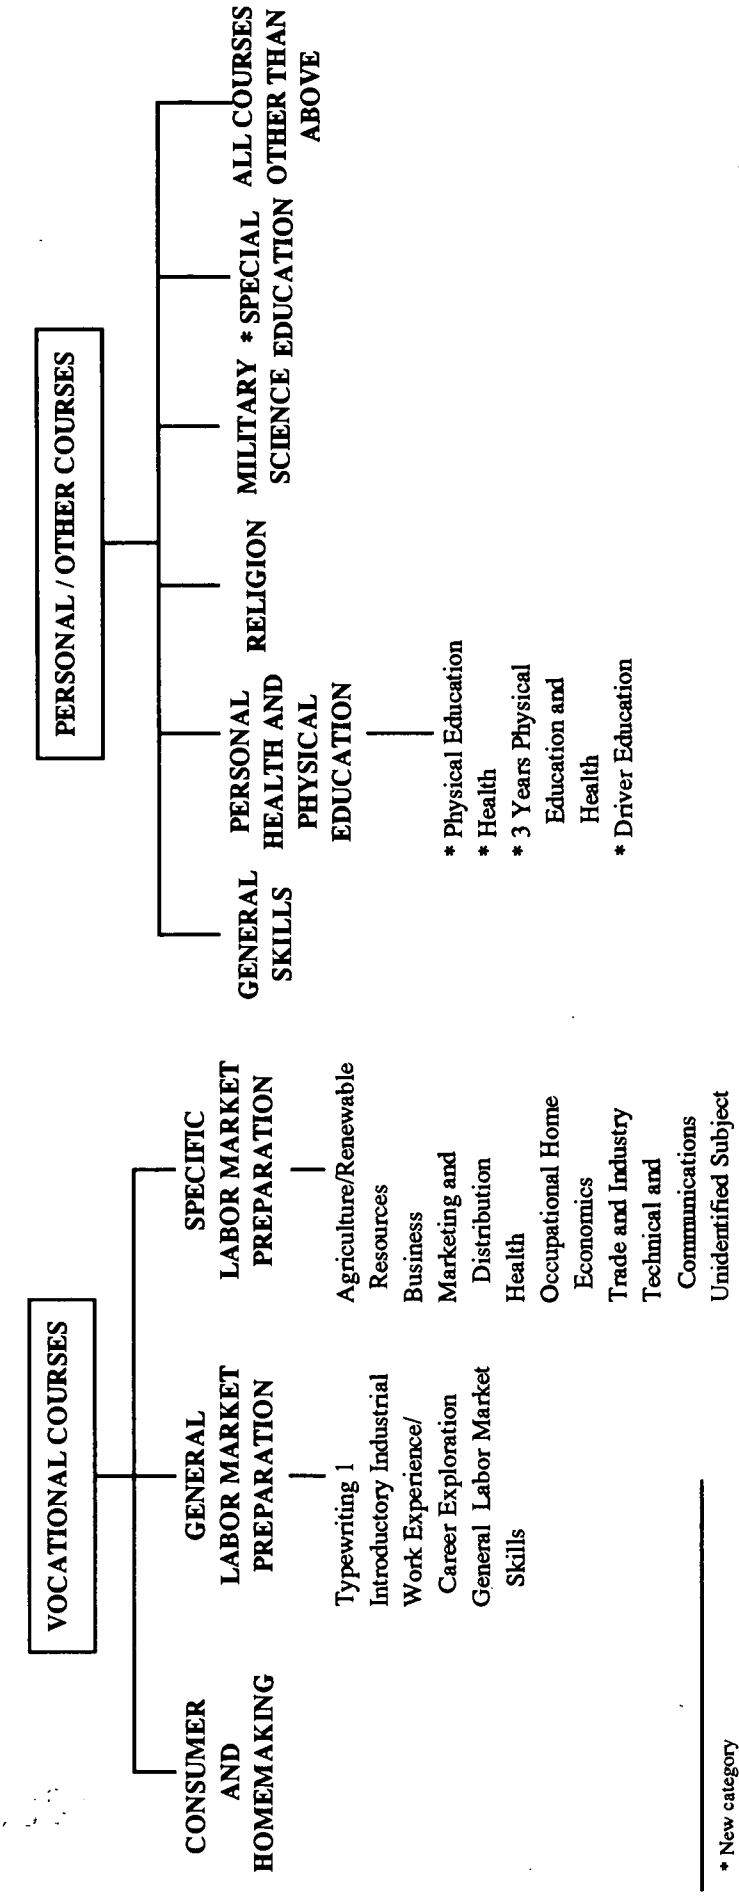 VOCATIONAL COURSES
CONSUMER
AND
HOMEMAKING
GENERAL
LABOR MARKET
PREPARATION
Typewriting 1
Introductory Industrial
Work Experience/
Career Exploration
General Labor Market
Skills
SPECIFIC
LABOR MARKET
PREPARATION
Agriculture/Renewable
Resources
Business
Marketing and
Distribution
Health
Occupational Home
Economics
Trade and Industry
Technical and
Communications
Unidentified Subject
PERSONAL / OTHER COURSES
GENERAL
SKILLS
PERSONAL
HEALTH AND
PHYSICAL
EDUCATION
* Physical Education
* Health
* 3 Years Physical
Education and
Health
* Driver Education
RELIGION
MILITARY
SCIENCE
* SPECIAL
EDUCATION
ALL COURSES
OTHER THAN
ABOVE
* New category